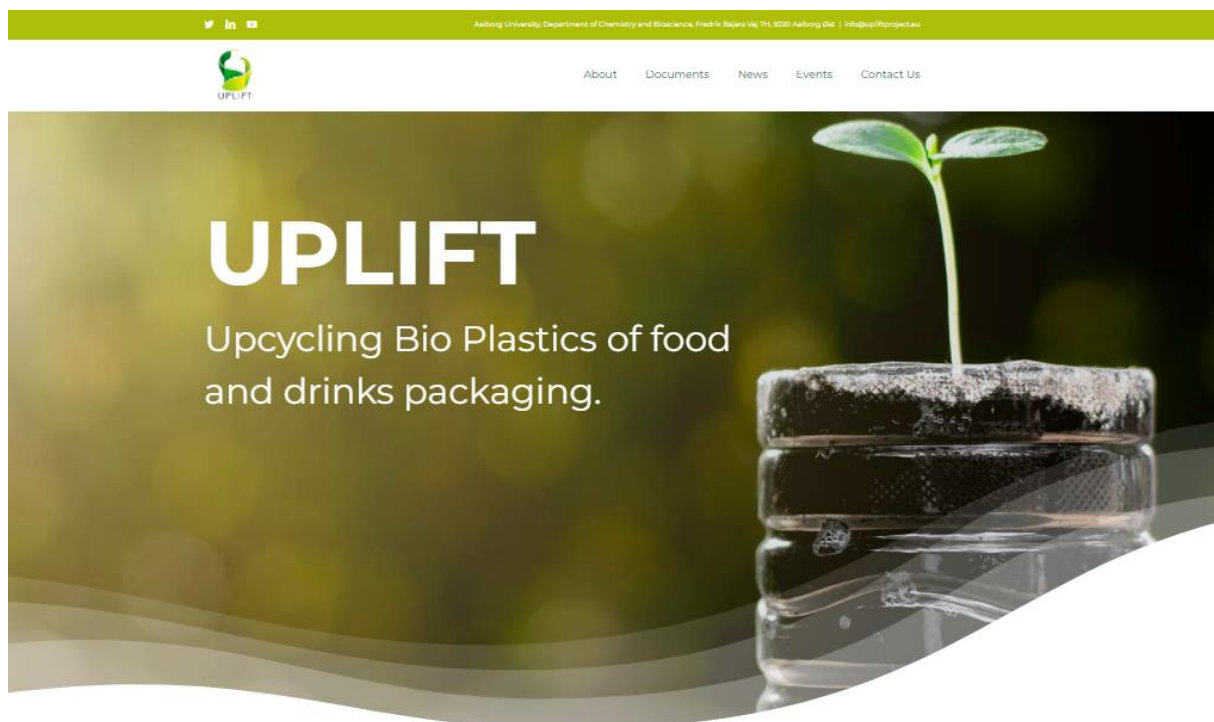 Aalborg University, Department of Chemistry and Bioscience, Fredrik Bajers Vej 7H, 9220 Aalborg Øst | info@upliftproject.eu
UPLIFT
About Documents News Events Contact Us
UPLIFT
Upcycling Bio Plastics of food
and drinks packaging.